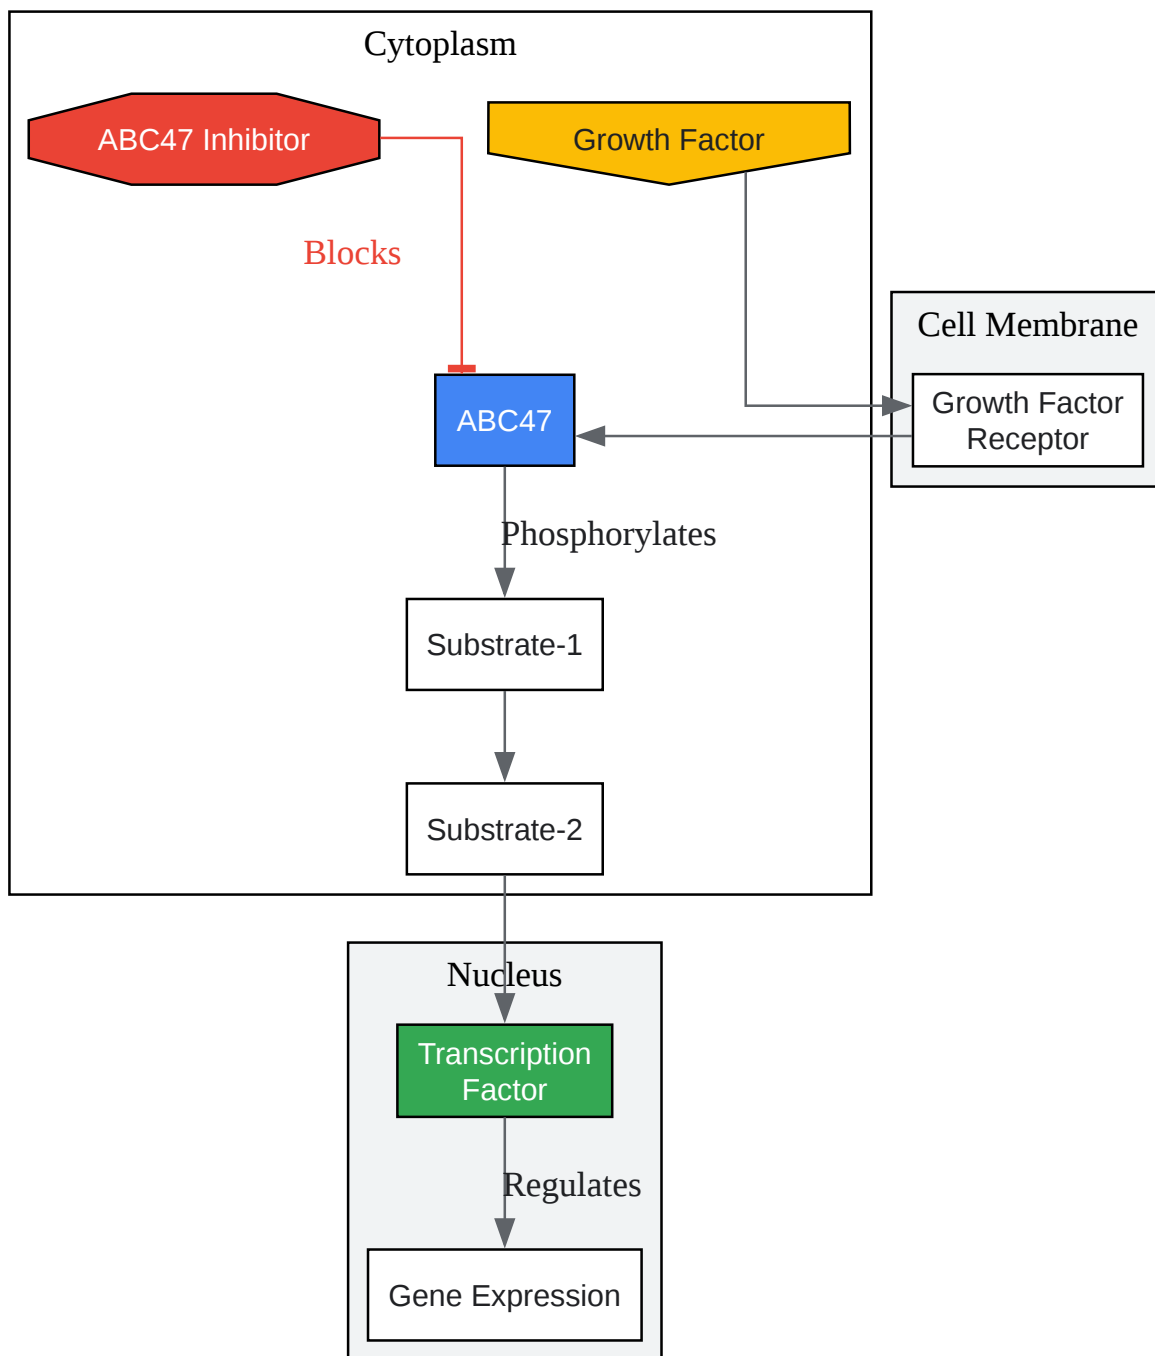 Cytoplasm
ABC47 Inhibitor
Growth Factor
Blocks
Cell Membrane
Growth Factor
Receptor
ABC47
Phosphorylates
Substrate-1
Substrate-2
Nucleus
Transcription
Factor
Regulates
Gene Expression